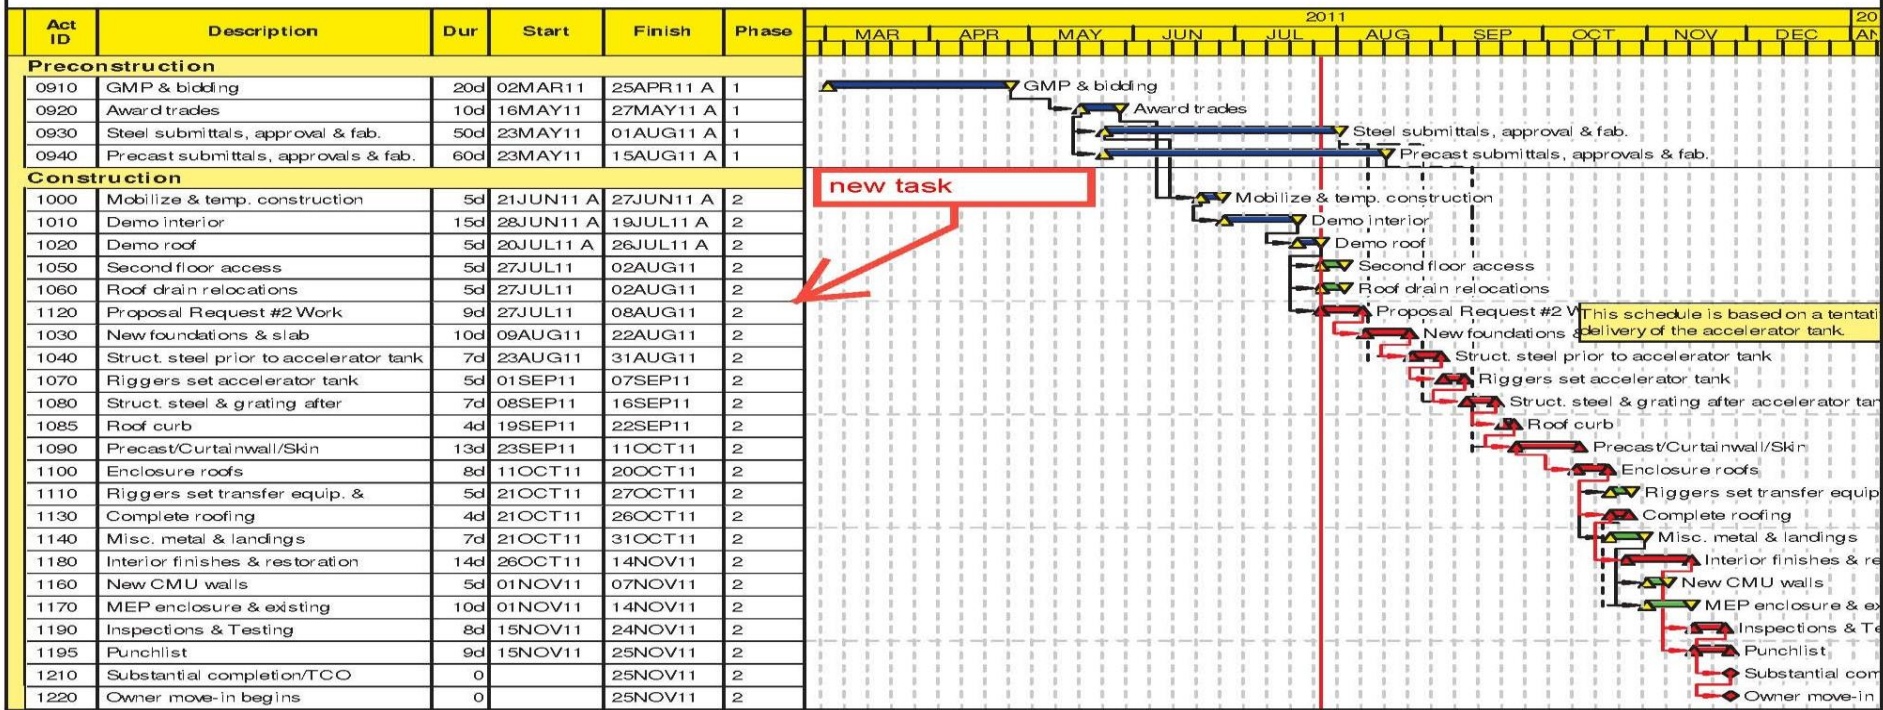 2011
20
Act ID Description Dur Start Finish Phase MAR APR MAY JUN JUL AUG SEP OCT NOV DEC
Preconstruction
0910 GMP & bidding 20d 02MAR11 25APR11 A 1 GMP & bidding
0920 Award trades 10d 16MAY11 27MAY11 A 1 Award trades
0930 Steel submittals, approval & fab. 50d 23MAY11 01AUG11 A 1 Steel submittals, approval & fab.
0940 Precast submittals, approvals & fab. 60d 23MAY11 15AUG11 A 1 Precast submittals, approvals & fab.
Construction
new task
1000 Mobilize & temp. construction 5d 21JUN11 A 27JUN11 A 2 Mobilize & temp. construction
1010 Demo interior 15d 28JUN11 A 19JUL11 A 2 Demo interior
1020 Demo roof 5d 20JUL11 A 26JUL11 A 2 Demo roof
1050 Second floor access 5d 27JUL11 02AUG11 2 Second floor access
1060 Roof drain relocations 5d 27JUL11 02AUG11 2 Roof drain relocations
1120 Proposal Request #2 Work 9d 27JUL11 08AUG11 2 Proposal Request #2 W
This schedule is based on a tentati
delivery of the accelerator tank.
1030 New foundations & slab 10d 09AUG11 22AUG11 2 New foundations &
1040 Struct. steel prior to accelerator tank 7d 23AUG11 31AUG11 2 Struct. steel prior to accelerator tank
1070 Riggers set accelerator tank 5d 01SEP11 07SEP11 2 Riggers set accelerator tank
1080 Struct. steel & grating after 7d 08SEP11 16SEP11 2 Struct. steel & grating after accelerator tan
1085 Roof curb 4d 19SEP11 22SEP11 2 Roof curb
1090 Precast/Curtainwall/Skin 13d 23SEP11 11OCT11 2 Precast/Curtainwall/Skin
1100 Enclosure roofs 8d 11OCT11 20OCT11 2 Enclosure roofs
1110 Riggers set transfer equip. & 5d 21OCT11 27OCT11 2 Riggers set transfer equip
1130 Complete roofing 4d 21OCT11 26OCT11 2 Complete roofing
1140 Misc. metal & landings 7d 21OCT11 31OCT11 2 Misc. metal & landings
1180 Interior finishes & restoration 14d 26OCT11 14NOV11 2 Interior finishes & re
1160 New CMU walls 5d 01NOV11 07NOV11 2 New CMU walls
1170 MEP enclosure & existing 10d 01NOV11 14NOV11 2 MEP enclosure & ex
1190 Inspections & Testing 8d 15NOV11 24NOV11 2 Inspections & Te
1195 Punchlist 9d 15NOV11 25NOV11 2 Punchlist
1210 Substantial completion/TCO 0 25NOV11 2 Substantial com
1220 Owner move-in begins 0 25NOV11 2 Owner move-in